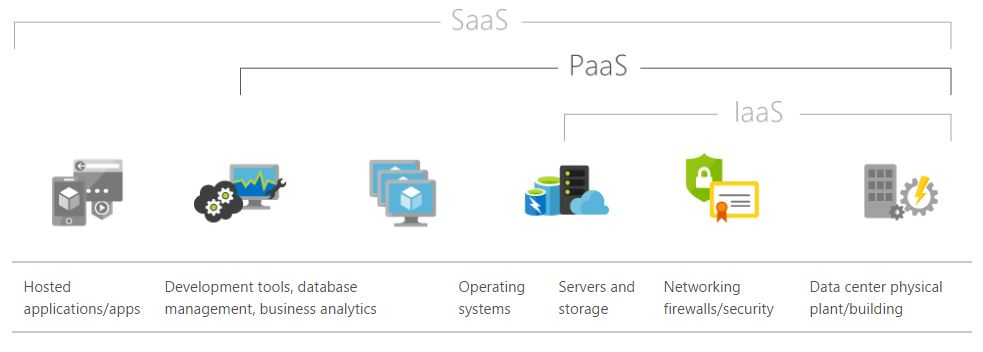 SaaS
PaaS
IaaS
Hosted
applications/apps
Development tools, database
management, business analytics
Operating
systems
Servers and
storage
Networking
firewalls/security
Data center physical
plant/building